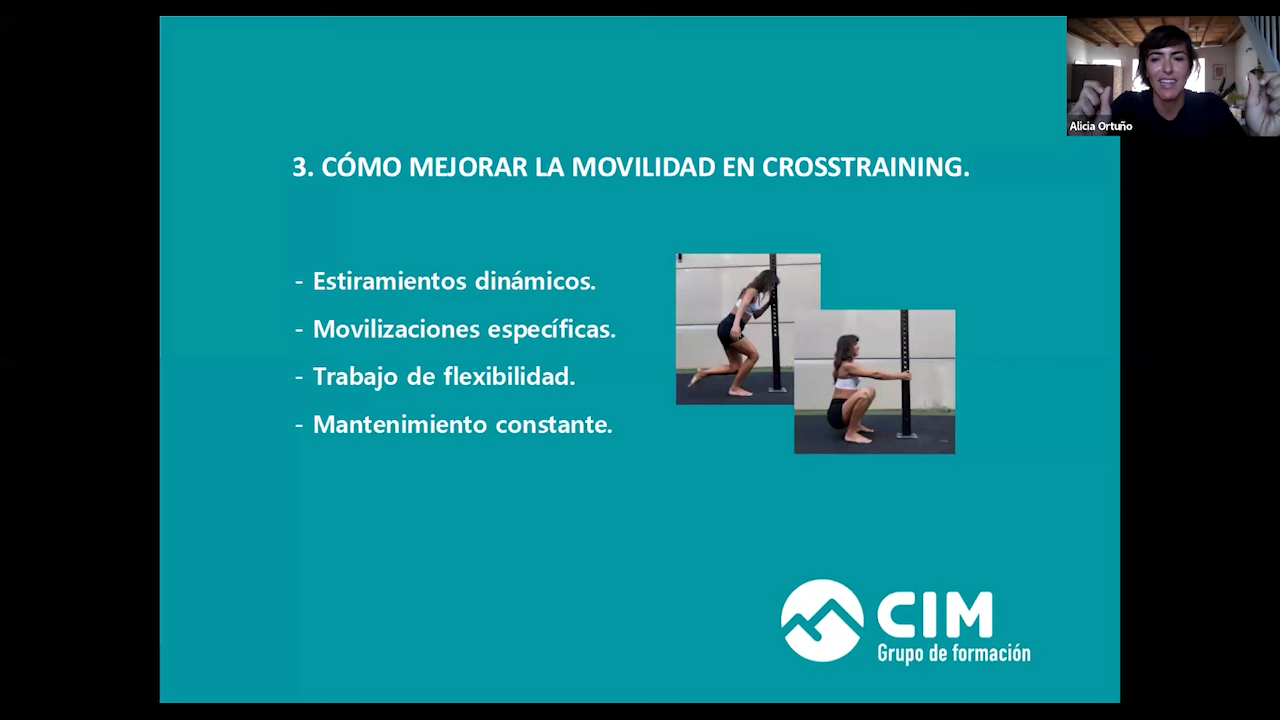 Alicia Ortuño
3. CÓMO MEJORAR LA MOVILIDAD EN CROSSTRAINING.
- Estiramientos dinámicos.
- Movilizaciones específicas.
- Trabajo de flexibilidad.
- Mantenimiento constante.
CIM
Grupo de formación